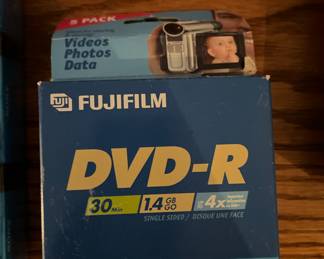 5 PACK
Videos
Photos
Data
FUJI FUJIFILM
DVD-R
30 Min 1.4 GB GO 4x
SINGLE SIDED / DISQUE UNE FACE